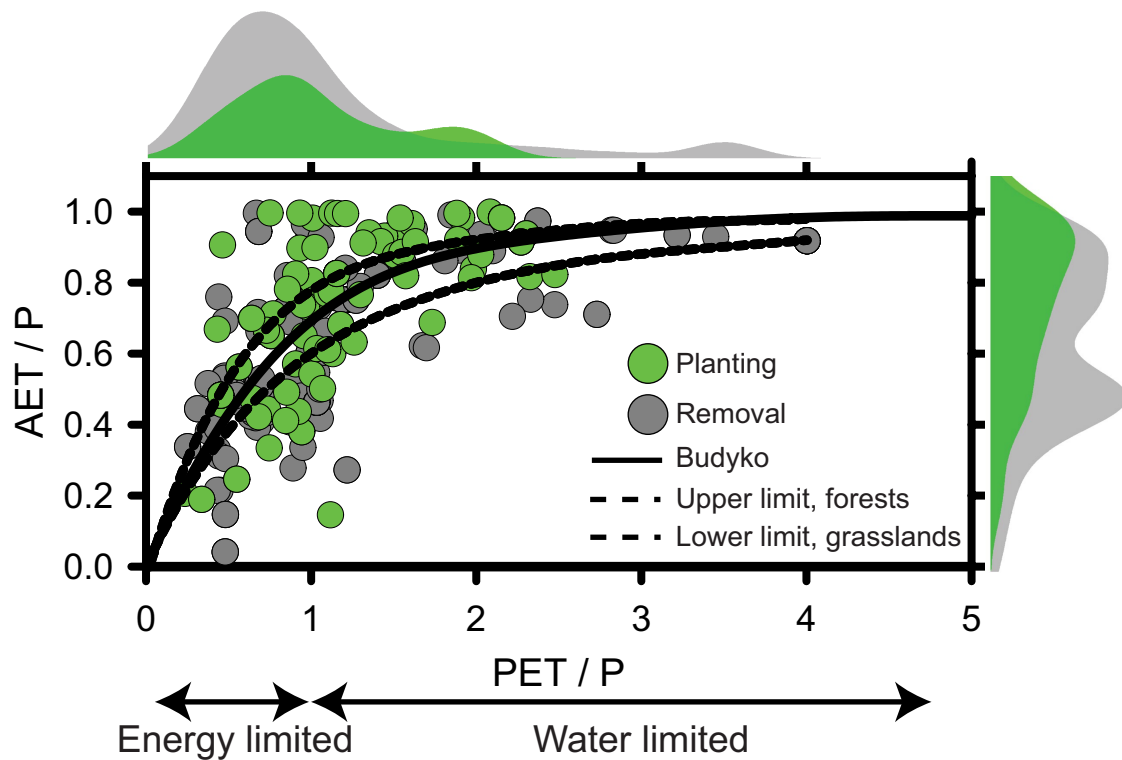 AET / P
1.0
0.8
0.6
0.4
0.2
0.0
Planting
Removal
Budyko
Upper limit, forests
Lower limit, grasslands
0 1 2 3 4 5
PET / P
Energy limited Water limited